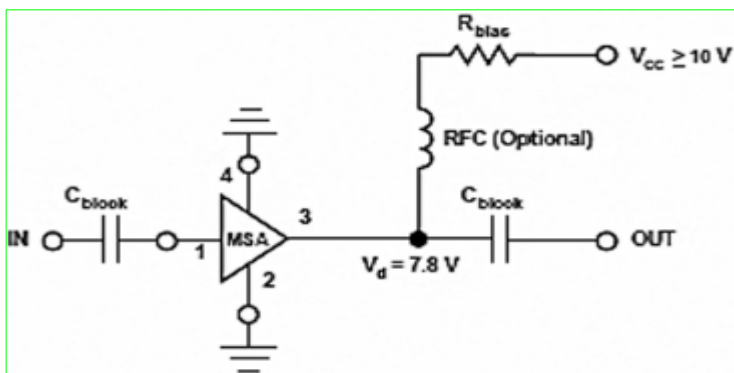 Rbias
Vcc ≥ 10 V
RFC (Optional)
4
Cblock
Cblock
3
IN
1
MSA
OUT
Vd = 7.8 V
2